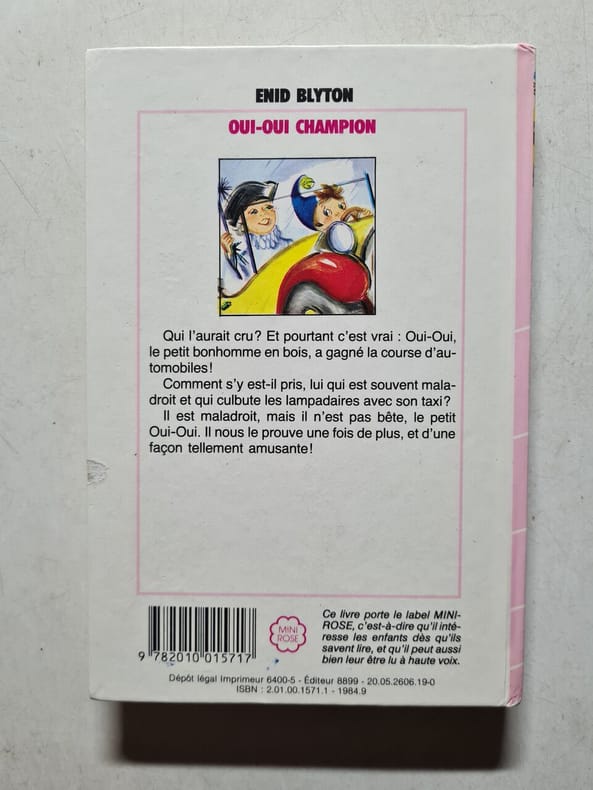 ENID BLYTON
OUI-OUI CHAMPION
Qui l'aurait cru? Et pourtant c'est vrai : Oui-Oui,
le petit bonhomme en bois, a gagné la course d'au-
tomobiles!
Comment s'y est-il pris, lui qui est souvent mala-
droit et qui culbute les lampadaires avec son taxi?
Il est maladroit, mais il n'est pas bête, le petit
Oui-Oui. Il nous le prouve une fois de plus, et d'une
façon tellement amusante!
Ce livre porte le label MINI-
ROSE, c'est-à-dire qu'il inté-
resse les enfants dès qu'ils
savent lire, et qu'il peut aussi
bien leur être lu à haute voix.
MINI
ROSE
9 782010 015717
Dépôt légal Imprimeur 6400-5 - Éditeur 8899 - 20.05.2606.19-0
ISBN : 2.01.00.1571.1 - 1984.9